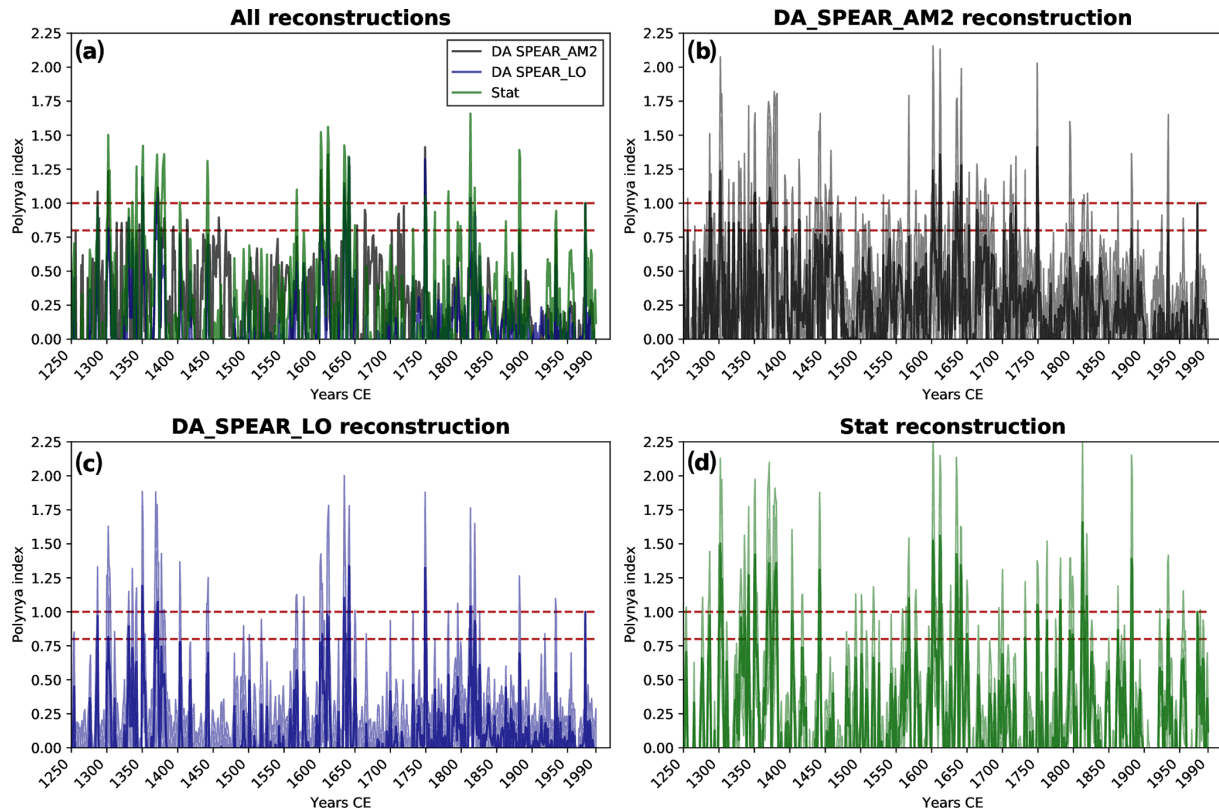 All reconstructions
(a)
DA SPEAR_AM2
DA SPEAR_LO
Stat
Polynya index
2.25
2.00
1.75
1.50
1.25
1.00
0.75
0.50
0.25
0.00
1250 1300 1350 1400 1450 1500 1550 1600 1650 1700 1750 1800 1850 1900 1950 1990
Years CE
DA_SPEAR_AM2 reconstruction
(b)
Polynya index
2.25
2.00
1.75
1.50
1.25
1.00
0.75
0.50
0.25
0.00
1250 1300 1350 1400 1450 1500 1550 1600 1650 1700 1750 1800 1850 1900 1950 1990
Years CE
DA_SPEAR_LO reconstruction
(c)
Polynya index
2.25
2.00
1.75
1.50
1.25
1.00
0.75
0.50
0.25
0.00
1250 1300 1350 1400 1450 1500 1550 1600 1650 1700 1750 1800 1850 1900 1950 1990
Years CE
Stat reconstruction
(d)
Polynya index
2.25
2.00
1.75
1.50
1.25
1.00
0.75
0.50
0.25
0.00
1250 1300 1350 1400 1450 1500 1550 1600 1650 1700 1750 1800 1850 1900 1950 1990
Years CE